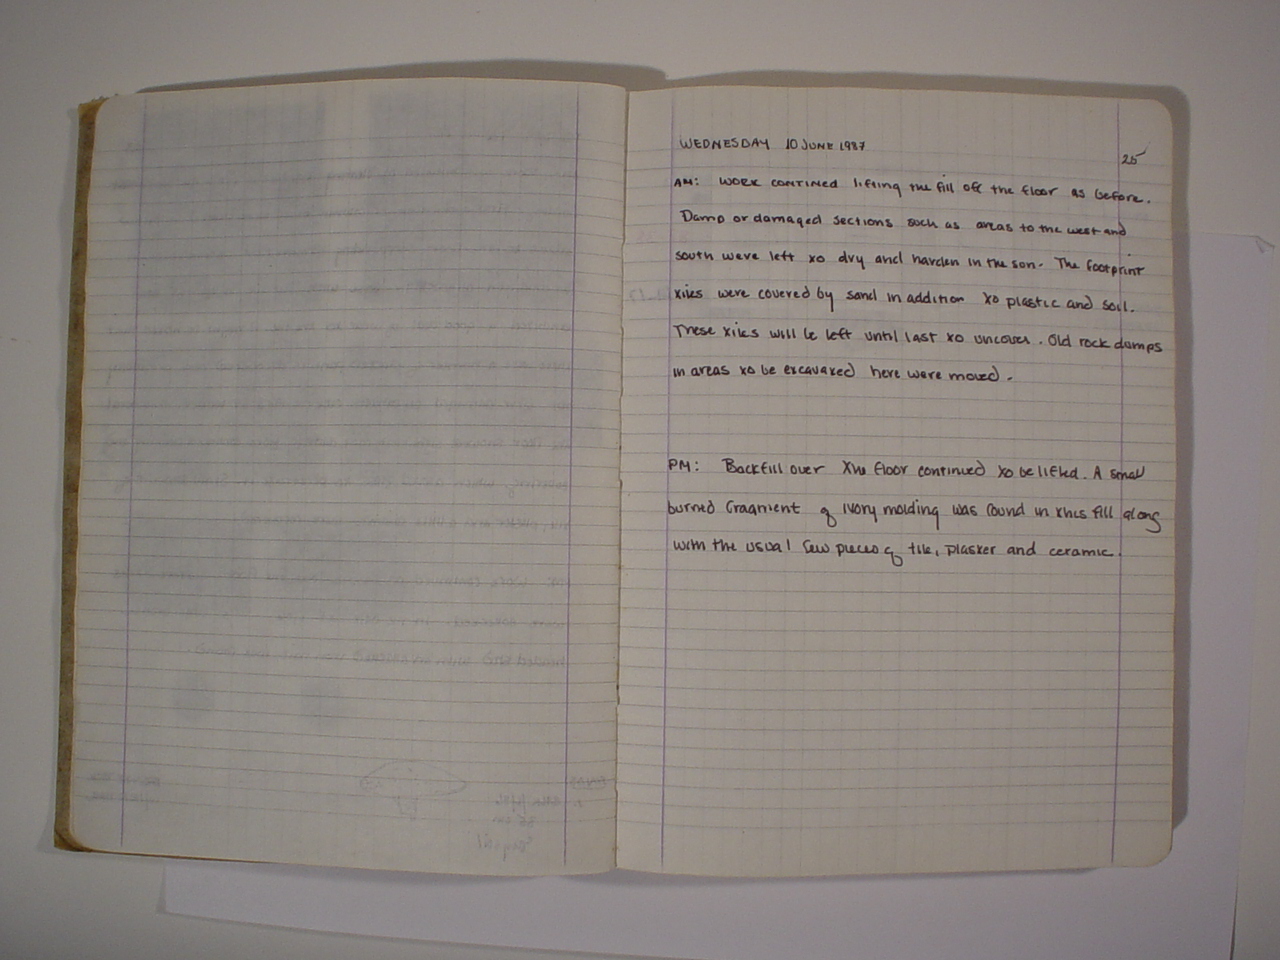 WEDNESDAY 10 JUNE 1987
25
AM: WORK CONTINED lifting the fill off the floor as before.
Damp or damaged sections such as areas to the west and
south were left to dry and harden in the son. The footprint
tiles were covered by sand in addition to plastic and soil.
These tiles will be left until last to uncover. Old rock dumps
in areas to be excavated here were moved.
PM: Backfill over the floor continued to be lifted. A small
burned fragment of ivory molding was found in this fill along
with the usual few pieces of tile, plaster and ceramic.